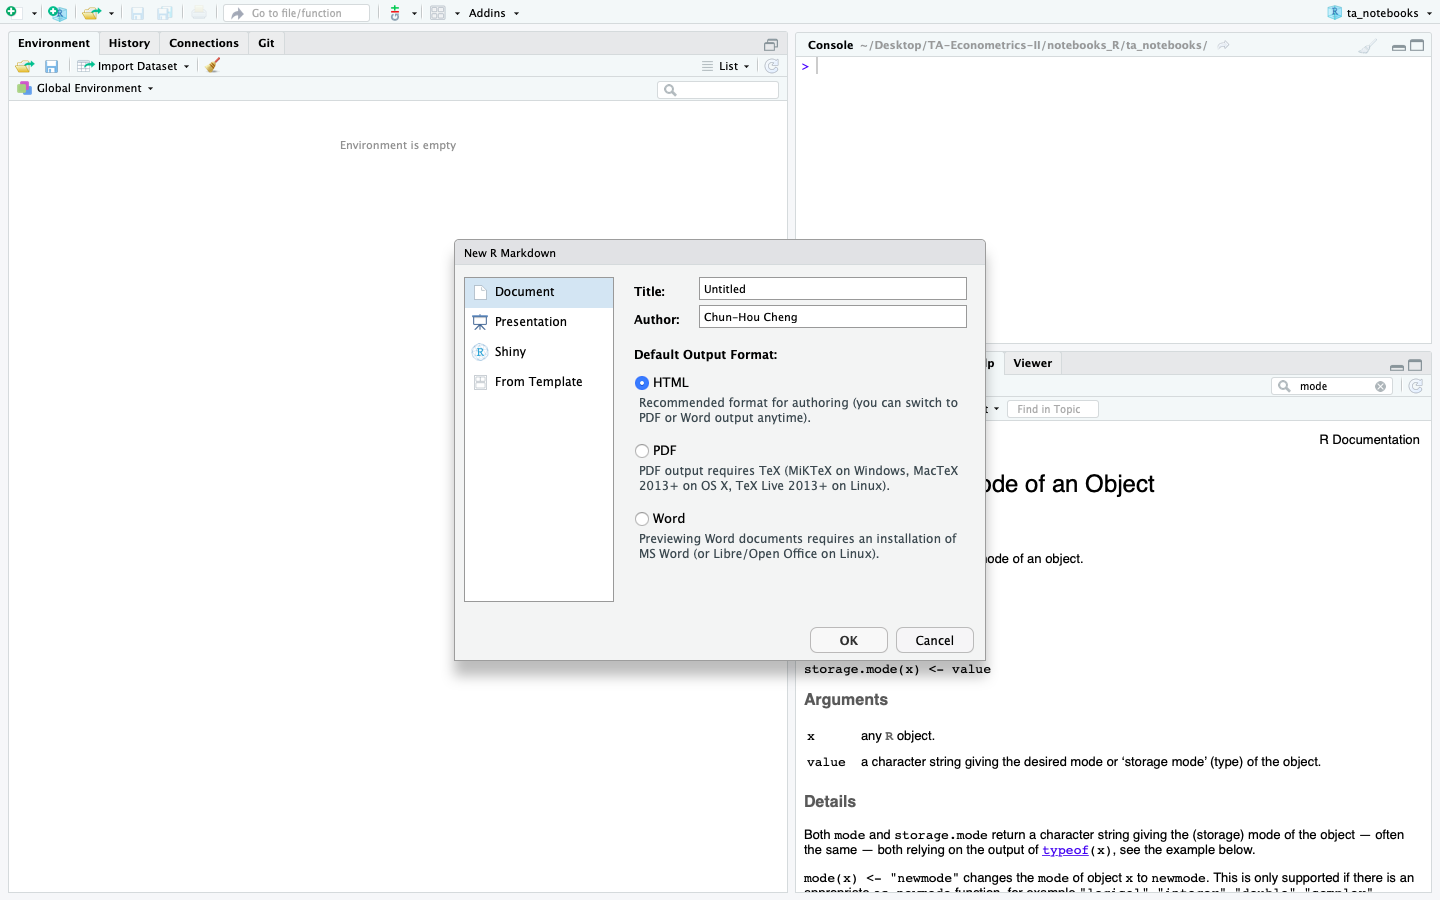 Go to file/function
Addins
ta_notebooks
Environment
History
Connections
Git
Import Dataset
List
Global Environment
Environment is empty
Console ~/Desktop/TA-Econometrics-II/notebooks_R/ta_notebooks/
>
New R Markdown
Document
Presentation
Shiny
From Template
Title:
Untitled
Author:
Chun-Hou Cheng
Default Output Format:
HTML
Recommended format for authoring (you can switch to
PDF or Word output anytime).
PDF
PDF output requires TeX (MiKTeX on Windows, MacTeX
2013+ on OS X, TeX Live 2013+ on Linux).
Word
Previewing Word documents requires an installation of
MS Word (or Libre/Open Office on Linux).
OK
Cancel
lp
Viewer
mode
t
Find in Topic
R Documentation
ode of an Object
ode of an object.
storage.mode(x) <- value
Arguments
x any R object.
value a character string giving the desired mode or ‘storage mode’ (type) of the object.
Details
Both mode and storage.mode return a character string giving the (storage) mode of the object — often
the same — both relying on the output of typeof(x), see the example below.
mode(x) <- "newmode" changes the mode of object x to newmode. This is only supported if there is an